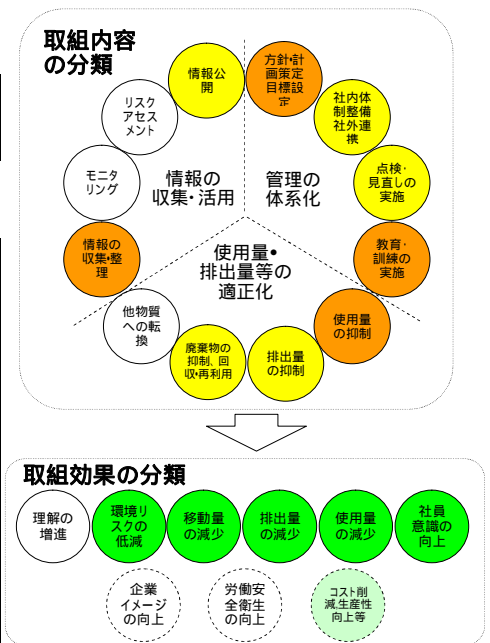 取組内容
の分類
情報公
開
方針・計
画策定
目標設
定
社内体
制整備
社外連
携
点検・
見直しの
実施
教育・
訓練の
実施
使用量
の抑制
排出量
の抑制
廃棄物の
抑制、回
収・再利用
他物質
への転
換
情報の
収集・整
理
モニタ
リング
リスク
アセス
メント
情報の
収集・活用
管理の
体系化
使用量・
排出量等の
適正化
取組効果の分類
理解の
増進
環境リ
スクの
低減
移動量
の減少
排出量
の減少
使用量
の減少
社員
意識の
向上
企業
イメージ
の向上
労働安
全衛生
の向上
コスト削
減,生産性
向上等